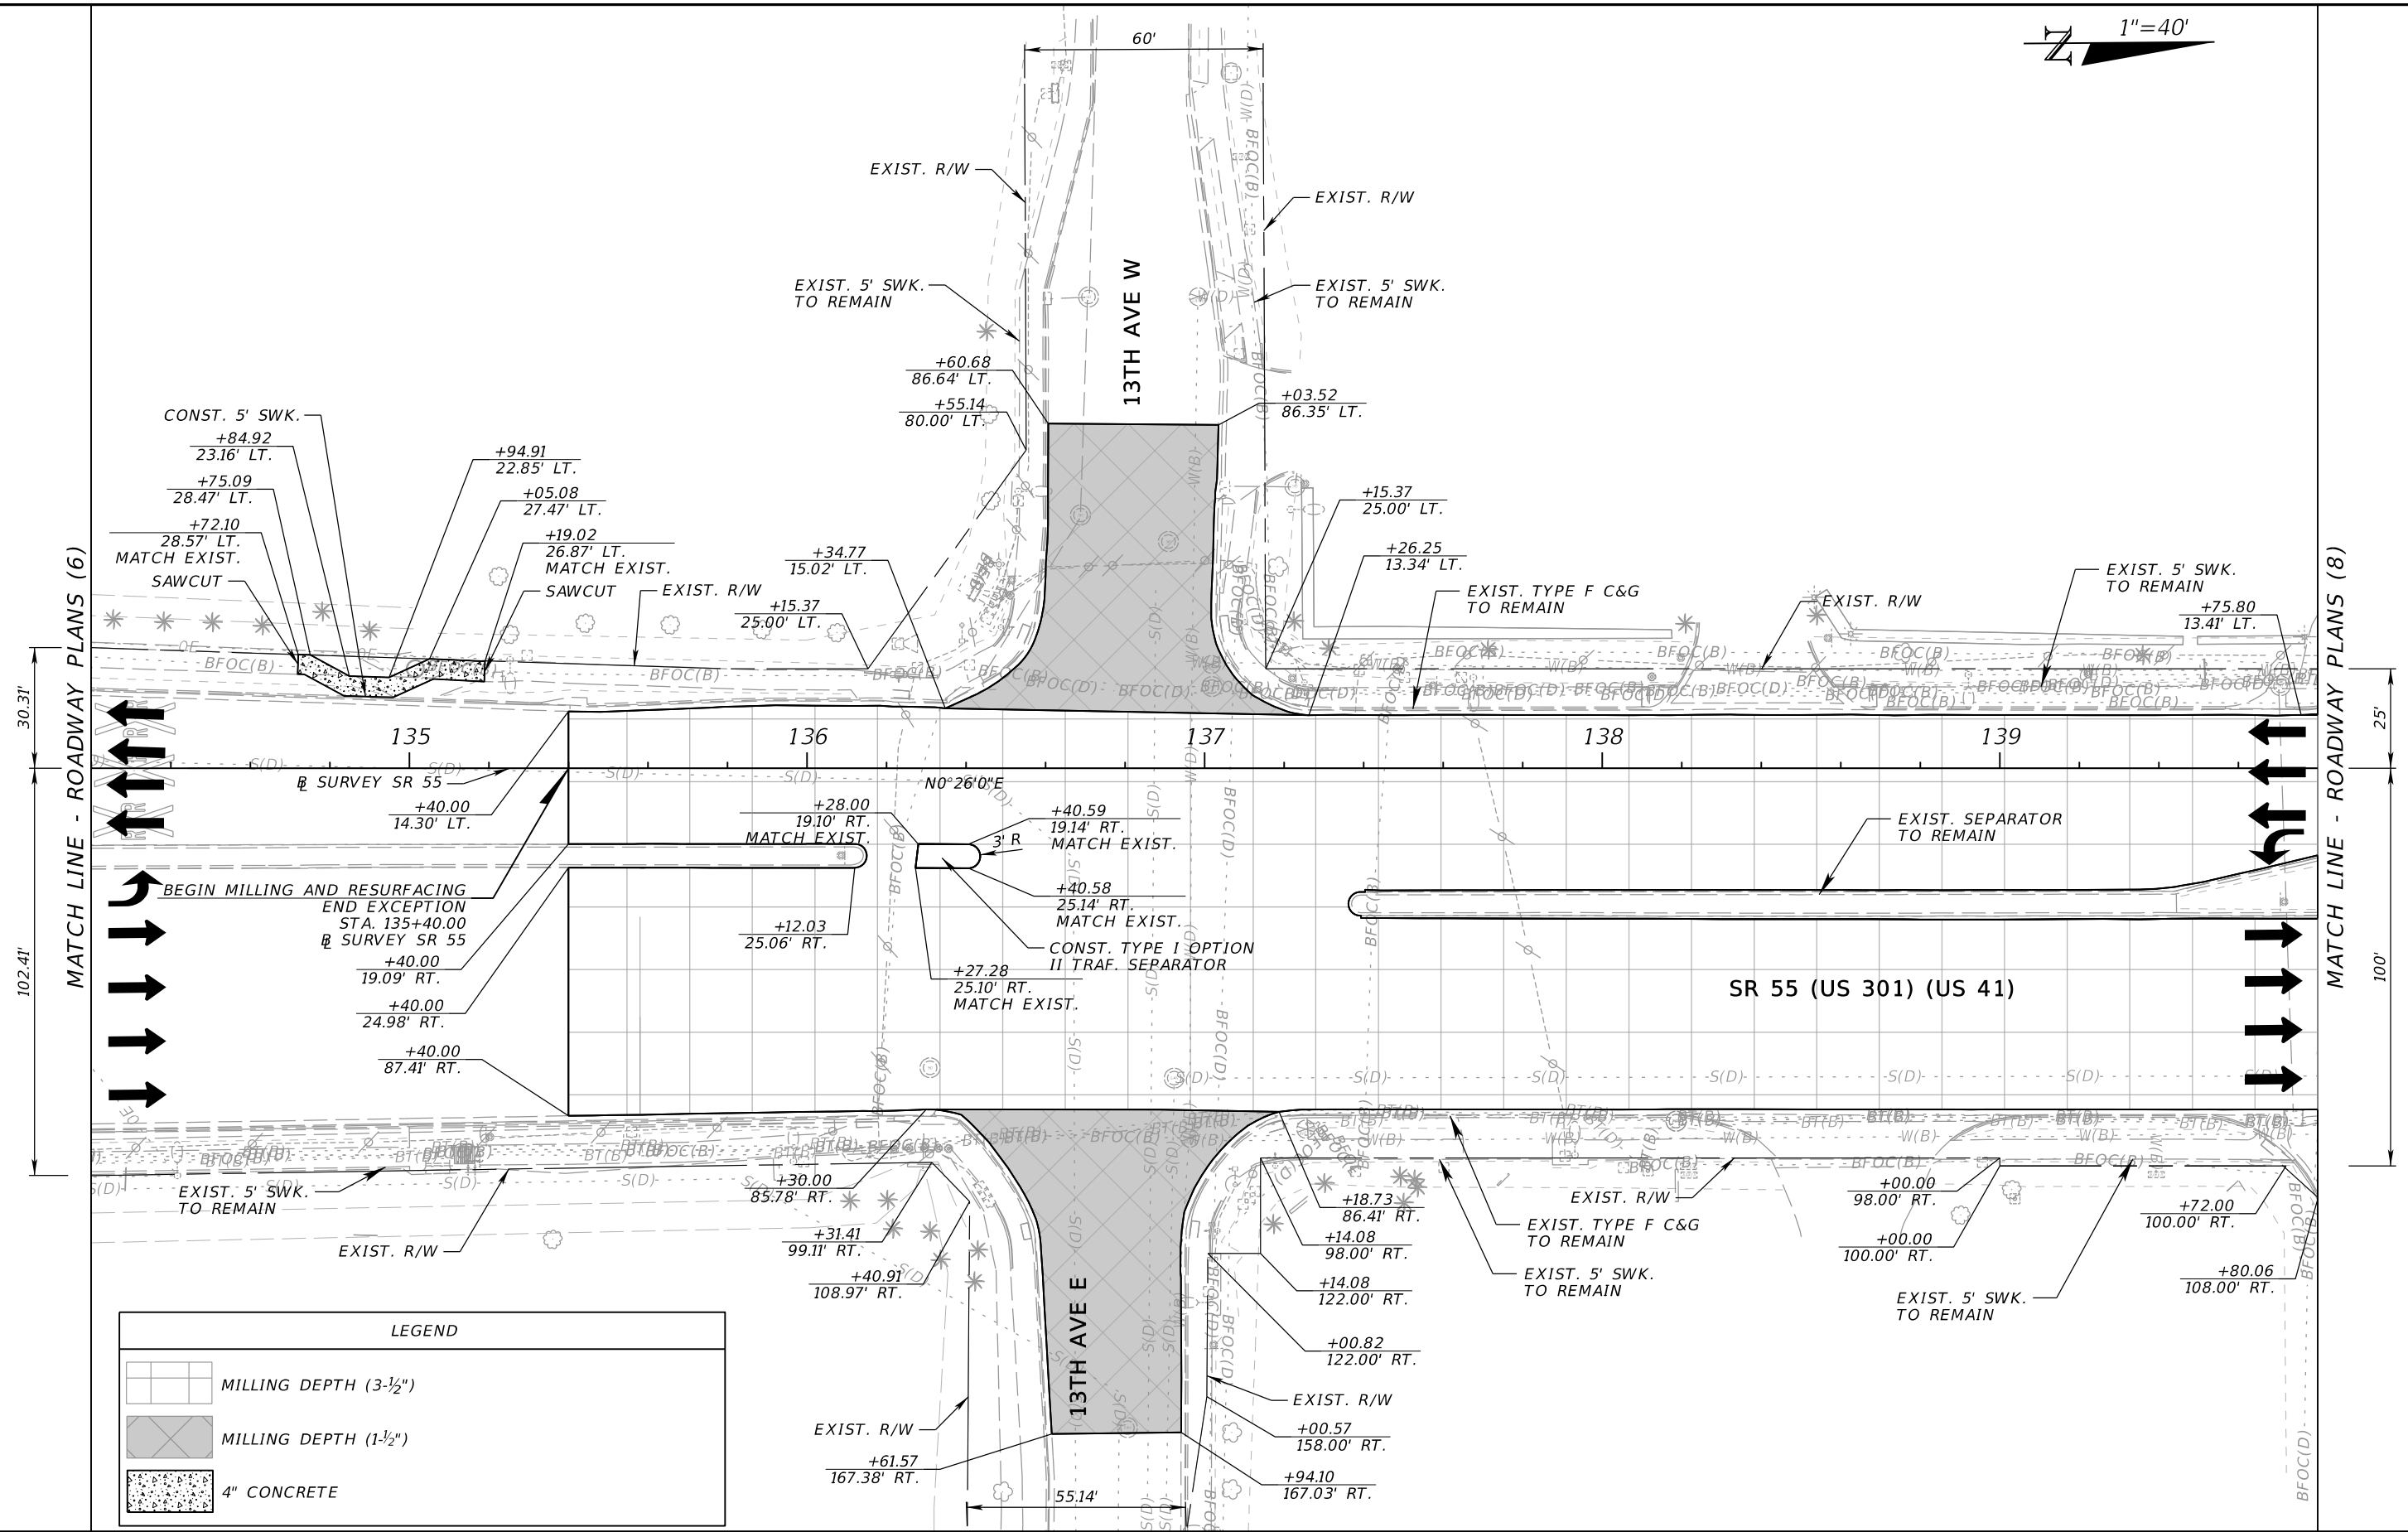 1"=40'
N
60'
EXIST. R/W
EXIST. R/W
13TH AVE W
EXIST. 5' SWK.
TO REMAIN
EXIST. 5' SWK.
TO REMAIN
+60.68
86.64' LT.
+55.14
80.00' LT.
+03.52
86.35' LT.
CONST. 5' SWK.
+84.92
23.16' LT.
+75.09
28.47' LT.
+72.10
28.57' LT.
MATCH EXIST.
SAWCUT
+94.91
22.85' LT.
+05.08
27.47' LT.
+19.02
26.87' LT.
MATCH EXIST.
SAWCUT
EXIST. R/W
+34.77
15.02' LT.
+15.37
25.00' LT.
+15.37
25.00' LT.
+26.25
13.34' LT.
EXIST. TYPE F C&G
TO REMAIN
EXIST. R/W
EXIST. 5' SWK.
TO REMAIN
+75.80
13.41' LT.
MATCH LINE - ROADWAY PLANS (6)
MATCH LINE - ROADWAY PLANS (8)
30.31'
102.41'
25'
100'
OE
OE
BFOC(B)
BFOC(B)
BFOC(D)
W(B)
W(D)
S(D)
BT(B)
135
136
137
138
139
BL SURVEY SR 55
N0°26'0"E
+40.00
14.30' LT.
+28.00
19.10' RT.
MATCH EXIST.
+40.59
19.14' RT.
MATCH EXIST.
3' R
BEGIN MILLING AND RESURFACING
END EXCEPTION
STA. 135+40.00
BL SURVEY SR 55
+40.00
19.09' RT.
+40.00
24.98' RT.
+40.00
87.41' RT.
+12.03
25.06' RT.
+40.58
25.14' RT.
MATCH EXIST.
CONST. TYPE I OPTION
II TRAF. SEPARATOR
+27.28
25.10' RT.
MATCH EXIST.
EXIST. SEPARATOR
TO REMAIN
SR 55 (US 301) (US 41)
EXIST. 5' SWK.
TO REMAIN
EXIST. R/W
+30.00
85.78' RT.
+31.41
99.11' RT.
+40.91
108.97' RT.
13TH AVE E
+18.73
86.41' RT.
+14.08
98.00' RT.
+14.08
122.00' RT.
+00.82
122.00' RT.
EXIST. R/W
EXIST. TYPE F C&G
TO REMAIN
EXIST. 5' SWK.
TO REMAIN
+00.00
98.00' RT.
+00.00
100.00' RT.
EXIST. 5' SWK.
TO REMAIN
+72.00
100.00' RT.
+80.06
108.00' RT.
EXIST. R/W
EXIST. R/W
+00.57
158.00' RT.
+61.57
167.38' RT.
+94.10
167.03' RT.
55.14'
LEGEND
MILLING DEPTH (3-½")
MILLING DEPTH (1-½")
4" CONCRETE